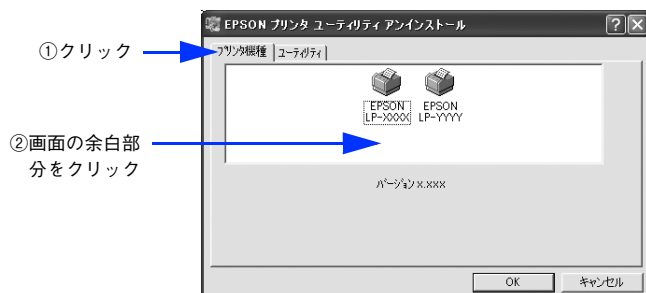 EPSON プリンタ ユーティリティ アンインストール
①クリック
プリンタ機種 ユーティリティ
EPSON EPSON
LP-XXXX LP-YYYY
②画面の余白部
分をクリック
バージョン x.xxx
OK キャンセル